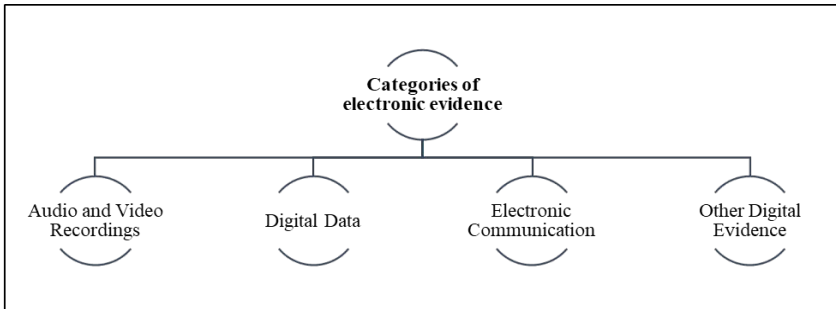 Categories of
electronic evidence
Audio and Video
Recordings
Digital Data
Electronic
Communication
Other Digital
Evidence